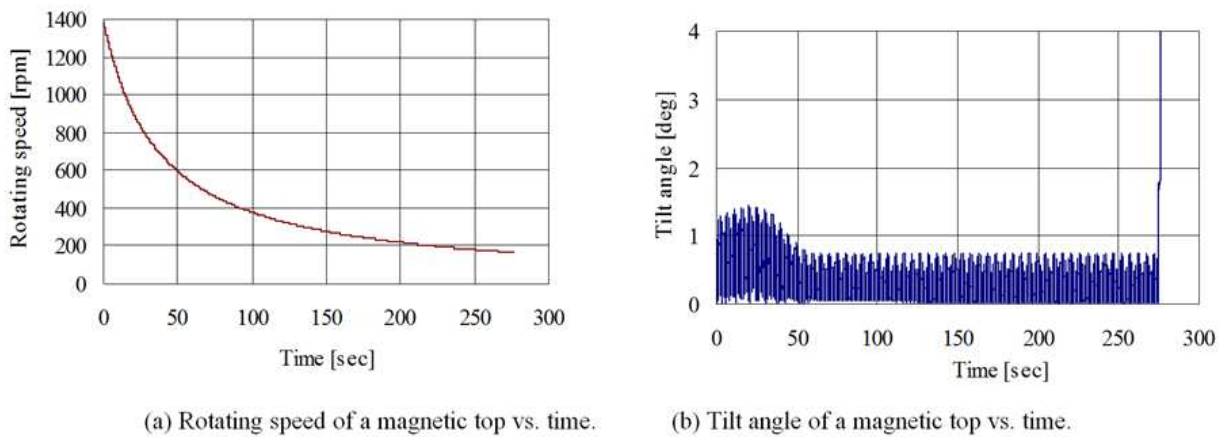 Rotating speed [rpm]
1400
1200
1000
800
600
400
200
0
0 50 100 150 200 250 300
Time [sec]
(a) Rotating speed of a magnetic top vs. time.
Tilt angle [deg]
4
3
2
1
0
0 50 100 150 200 250 300
Time [sec]
(b) Tilt angle of a magnetic top vs. time.